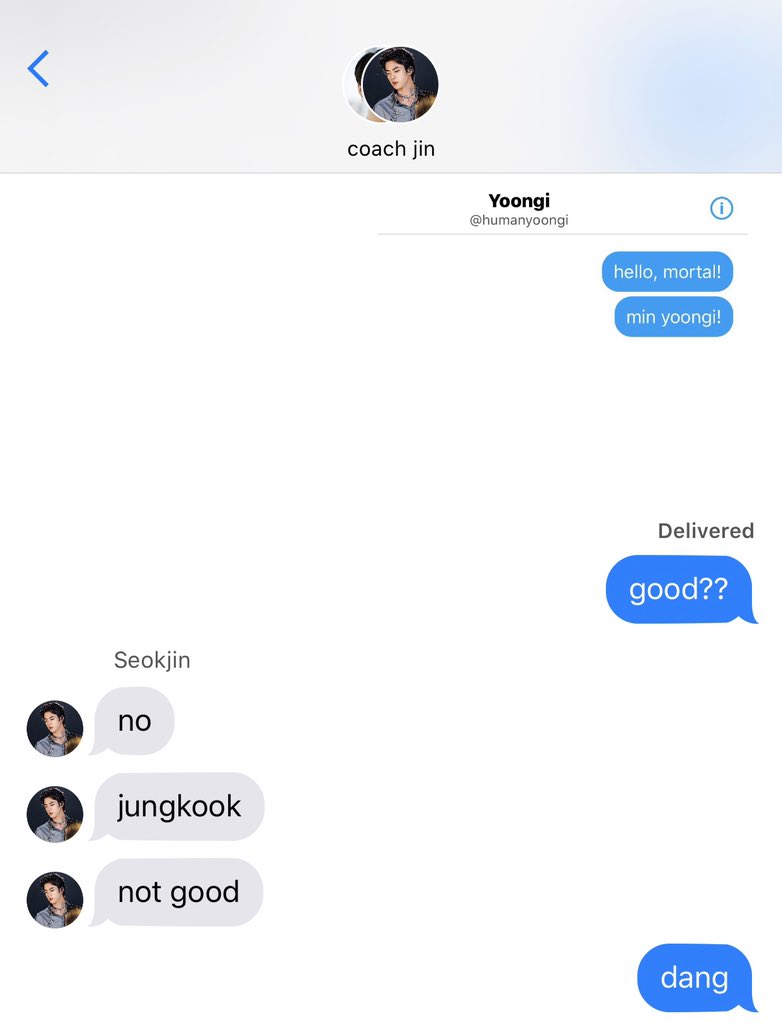 coach jin
Yoongi
@humanyoongi
hello, mortal!
min yoongi!
Delivered
good??
Seokjin
no
jungkook
not good
dang